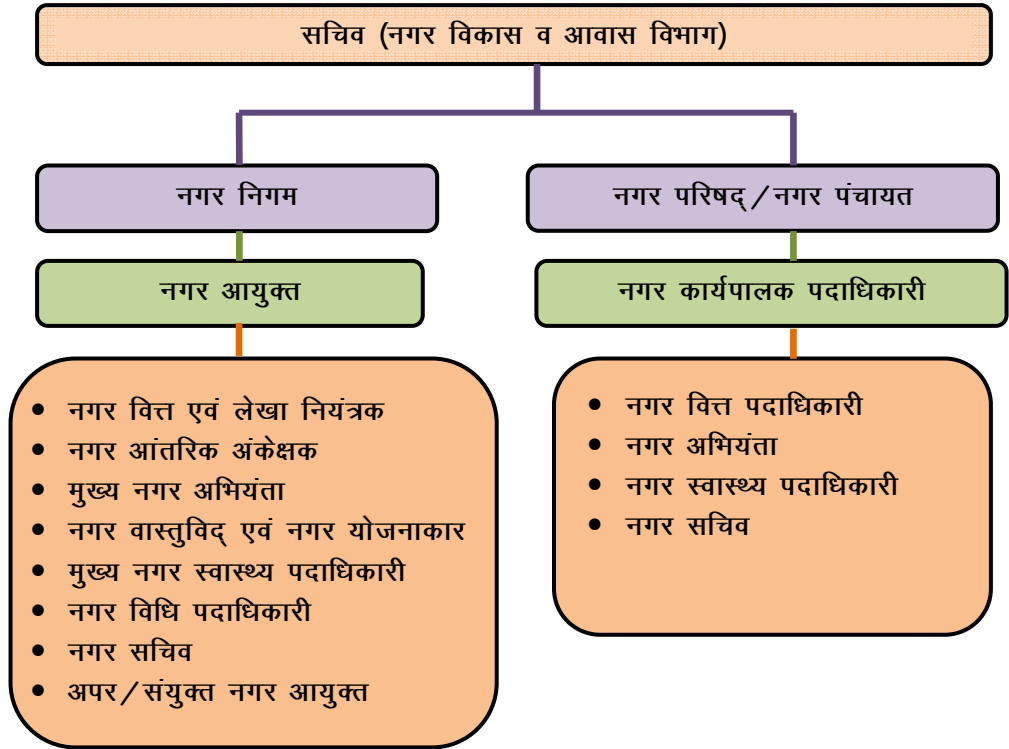 सचिव (नगर विकास व आवास विभाग)
नगर निगम
नगर आयुक्त
• नगर वित्त एवं लेखा नियंत्रक
• नगर आंतरिक अंकेक्षक
• मुख्य नगर अभियंता
• नगर वास्तुविद् एवं नगर योजनाकार
• मुख्य नगर स्वास्थ्य पदाधिकारी
• नगर विधि पदाधिकारी
• नगर सचिव
• अपर/संयुक्त नगर आयुक्त
नगर परिषद्/नगर पंचायत
नगर कार्यपालक पदाधिकारी
• नगर वित्त पदाधिकारी
• नगर अभियंता
• नगर स्वास्थ्य पदाधिकारी
• नगर सचिव